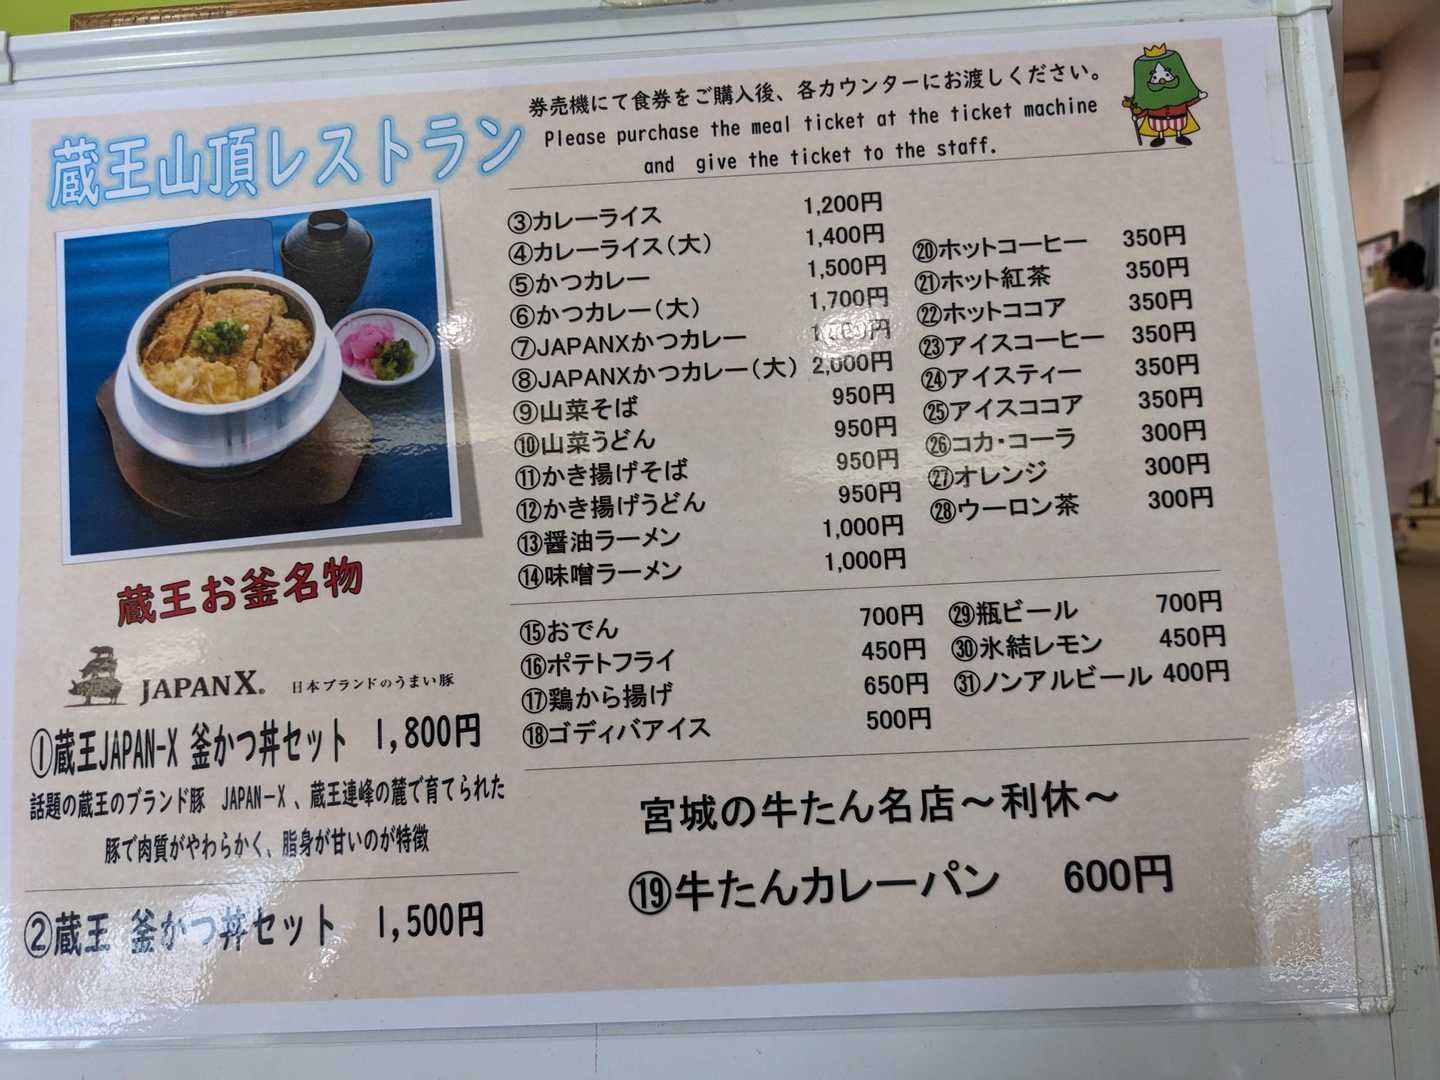 蔵王山頂レストラン
券売機にて食券をご購入後、各カウンターにお渡しください。
Please purchase the meal ticket at the ticket machine
and give the ticket to the staff.
蔵王お釜名物
JAPAN X® 日本ブランドのうまい豚
①蔵王JAPAN-X 釜かつ丼セット 1,800円
話題の蔵王のブランド豚 JAPAN-X 、蔵王連峰の麓で育てられた
豚で肉質がやわらかく、脂身が甘いのが特徴
②蔵王 釜かつ丼セット 1,500円
③カレーライス 1,200円
④カレーライス(大) 1,400円
⑤かつカレー 1,500円
⑥かつカレー(大) 1,700円
⑦JAPANXかつカレー
⑧JAPANXかつカレー(大) 2,000円
⑨山菜そば 950円
⑩山菜うどん 950円
⑪かき揚げそば 950円
⑫かき揚げうどん 950円
⑬醤油ラーメン 1,000円
⑭味噌ラーメン 1,000円
⑳ホットコーヒー 350円
㉑ホット紅茶 350円
㉒ホットココア 350円
㉓アイスコーヒー 350円
㉔アイスティー 350円
㉕アイスココア 350円
㉖コカ・コーラ 300円
㉗オレンジ 300円
㉘ウーロン茶 300円
⑮おでん 700円
⑯ポテトフライ 450円
⑰鶏から揚げ 650円
⑱ゴディバアイス 500円
㉙瓶ビール 700円
㉚氷結レモン 450円
㉛ノンアルビール 400円
宮城の牛たん名店～利休～
⑲牛たんカレーパン 600円